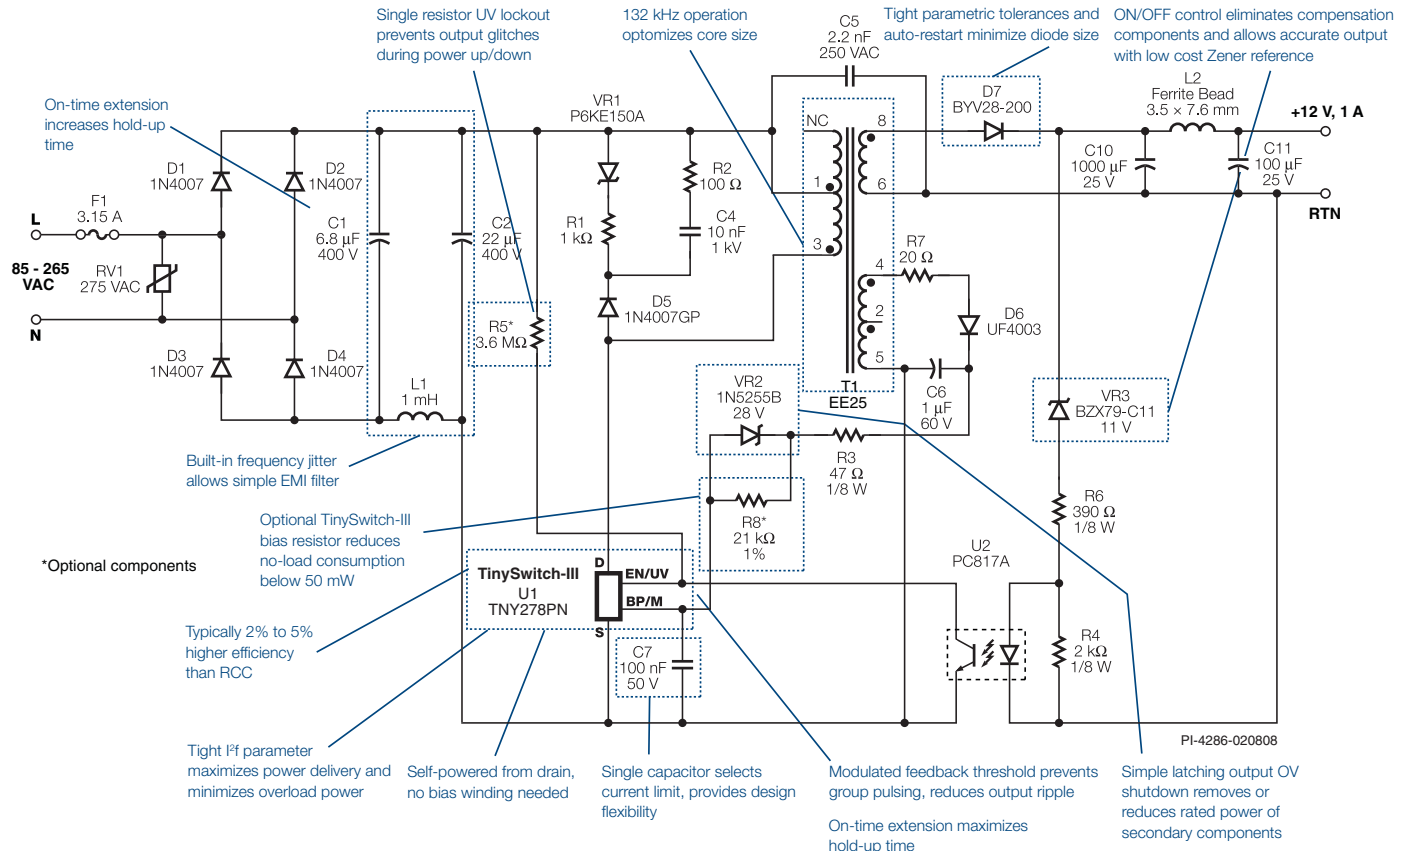 Single resistor UV lockout
prevents output glitches
during power up/down
132 kHz operation
optomizes core size
C5
2.2 nF
250 VAC
Tight parametric tolerances and
auto-restart minimize diode size
ON/OFF control eliminates compensation
components and allows accurate output
with low cost Zener reference
On-time extension
increases hold-up
time
VR1
P6KE150A
NC
8
D7
BYV28-200
L2
Ferrite Bead
3.5 × 7.6 mm
+12 V, 1 A
D1
1N4007
D2
1N4007
R2
100 Ω
1
6
C10
1000 µF
25 V
C11
100 µF
25 V
RTN
F1
3.15 A
L
C1
6.8 µF
400 V
C2
22 µF
400 V
R1
1 kΩ
C4
10 nF
1 kV
3
R7
20 Ω
85 - 265
VAC
RV1
275 VAC
4
N
D5
1N4007GP
2
D6
UF4003
R5*
3.6 MΩ
D3
1N4007
D4
1N4007
5
L1
1 mH
VR2
1N5255B
28 V
T1
EE25
C6
1 µF
60 V
VR3
BZX79-C11
11 V
Built-in frequency jitter
allows simple EMI filter
R3
47 Ω
1/8 W
R6
390 Ω
1/8 W
Optional TinySwitch-III
bias resistor reduces
no-load consumption
below 50 mW
R8*
21 kΩ
1%
U2
PC817A
*Optional components
TinySwitch-III
U1
TNY278PN
D
S
EN/UV
BP/M
Typically 2% to 5%
higher efficiency
than RCC
C7
100 nF
50 V
R4
2 kΩ
1/8 W
PI-4286-020808
Tight I²f parameter
maximizes power delivery and
minimizes overload power
Self-powered from drain,
no bias winding needed
Single capacitor selects
current limit, provides design
flexibility
Modulated feedback threshold prevents
group pulsing, reduces output ripple
On-time extension maximizes
hold-up time
Simple latching output OV
shutdown removes or
reduces rated power of
secondary components